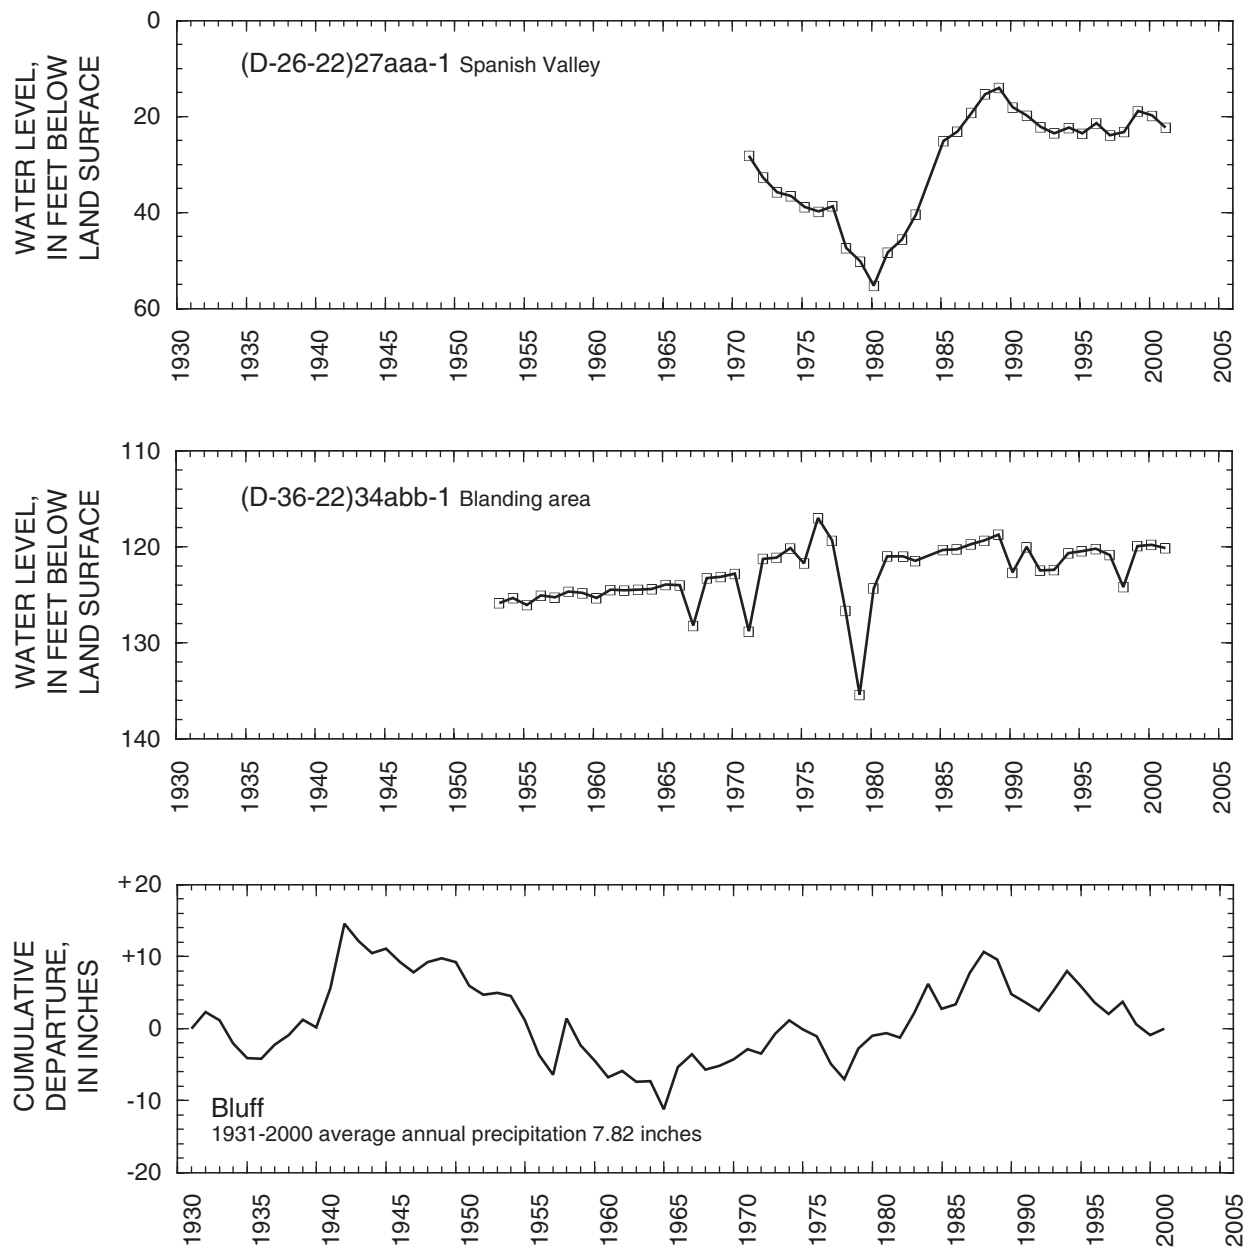 WATER LEVEL,
IN FEET BELOW
LAND SURFACE
0
20
40
60
(D-26-22)27aaa-1 Spanish Valley
1930 1935 1940 1945 1950 1955 1960 1965 1970 1975 1980 1985 1990 1995 2000 2005
WATER LEVEL,
IN FEET BELOW
LAND SURFACE
110
120
130
140
(D-36-22)34abb-1 Blanding area
1930 1935 1940 1945 1950 1955 1960 1965 1970 1975 1980 1985 1990 1995 2000 2005
CUMULATIVE
DEPARTURE,
IN INCHES
+20
+10
0
-10
-20
Bluff
1931-2000 average annual precipitation 7.82 inches
1930 1935 1940 1945 1950 1955 1960 1965 1970 1975 1980 1985 1990 1995 2000 2005